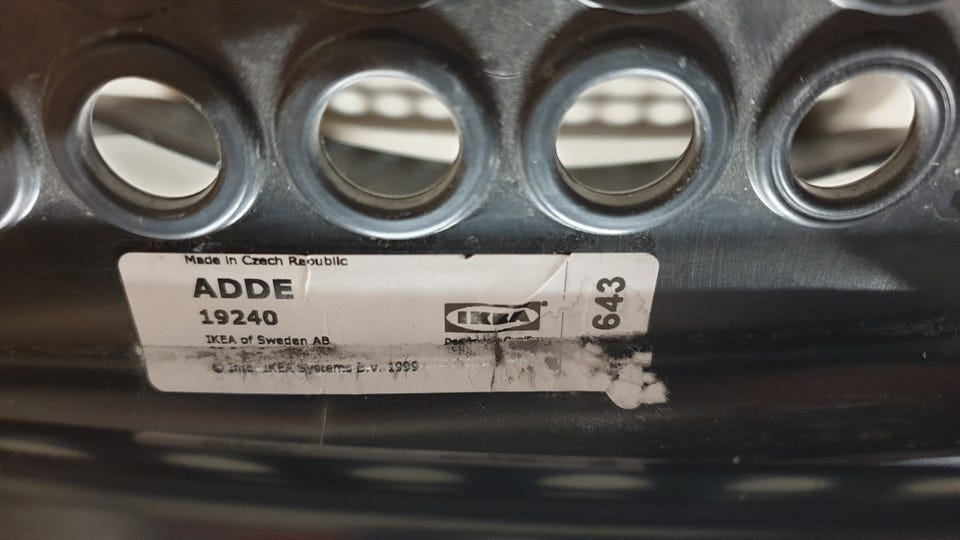 Made in Czech Republic
ADDE
19240
IKEA
643
IKEA of Sweden AB
© Inter IKEA Systems B.V. 1999